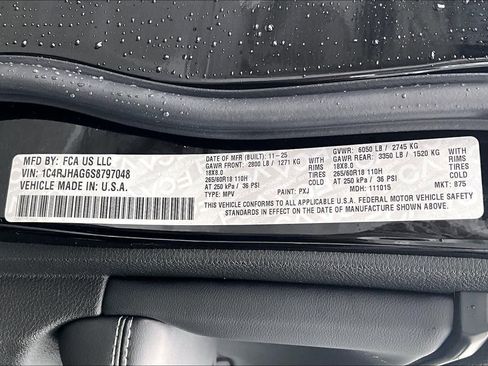 MFD BY: FCA US LLC
VIN: 1C4RJHAG6S8797048
VEHICLE MADE IN: U.S.A.
DATE OF MFR (BUILT): 11-25 GVWR: 6050 LB / 2745 KG
GAWR FRONT: 2800 LB / 1271 KG GAWR REAR: 3350 LB / 1520 KG
18X8.0 RIMS 18X8.0 RIMS
265/60R18 110H TIRES 265/60R18 110H TIRES
AT 250 kPa / 36 PSI COLD AT 250 kPa / 36 PSI COLD
THIS VEHICLE CONFORMS TO ALL APPLICABLE U.S.A. FEDERAL MOTOR VEHICLE SAFETY
STANDARDS IN EFFECT ON THE DATE OF MANUFACTURE SHOWN ABOVE.
TYPE: MPV PAINT: PXJ MDH: 111015 MKT: 875